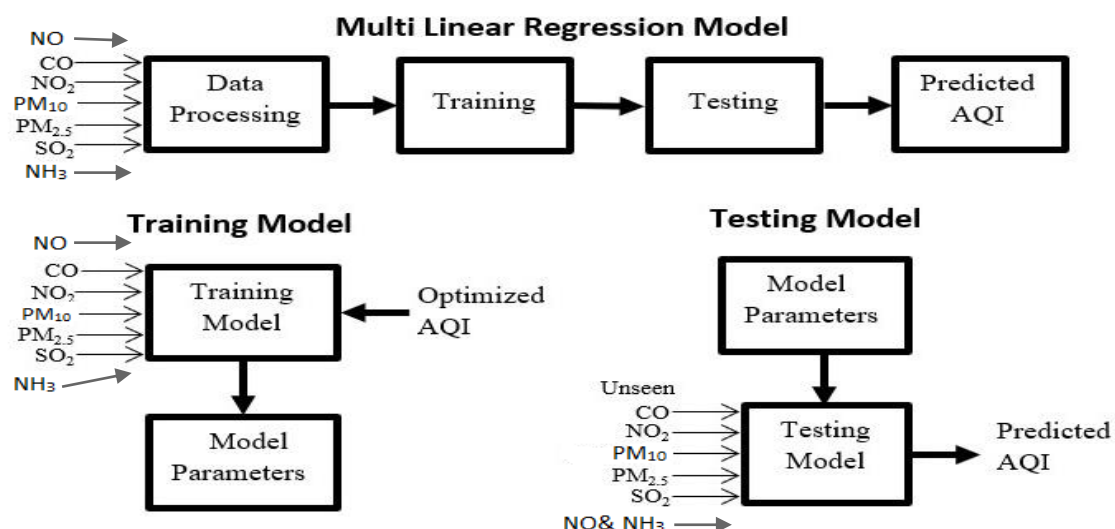 Multi Linear Regression Model
NO
CO
NO₂
PM₁₀
PM₂.₅
SO₂
NH₃
Data
Processing
Training
Testing
Predicted
AQI
Training Model
NO
CO
NO₂
PM₁₀
PM₂.₅
SO₂
NH₃
Training
Model
Optimized
AQI
Model
Parameters
Testing Model
Model
Parameters
Unseen
CO
NO₂
PM₁₀
PM₂.₅
SO₂
NO& NH₃
Testing
Model
Predicted
AQI